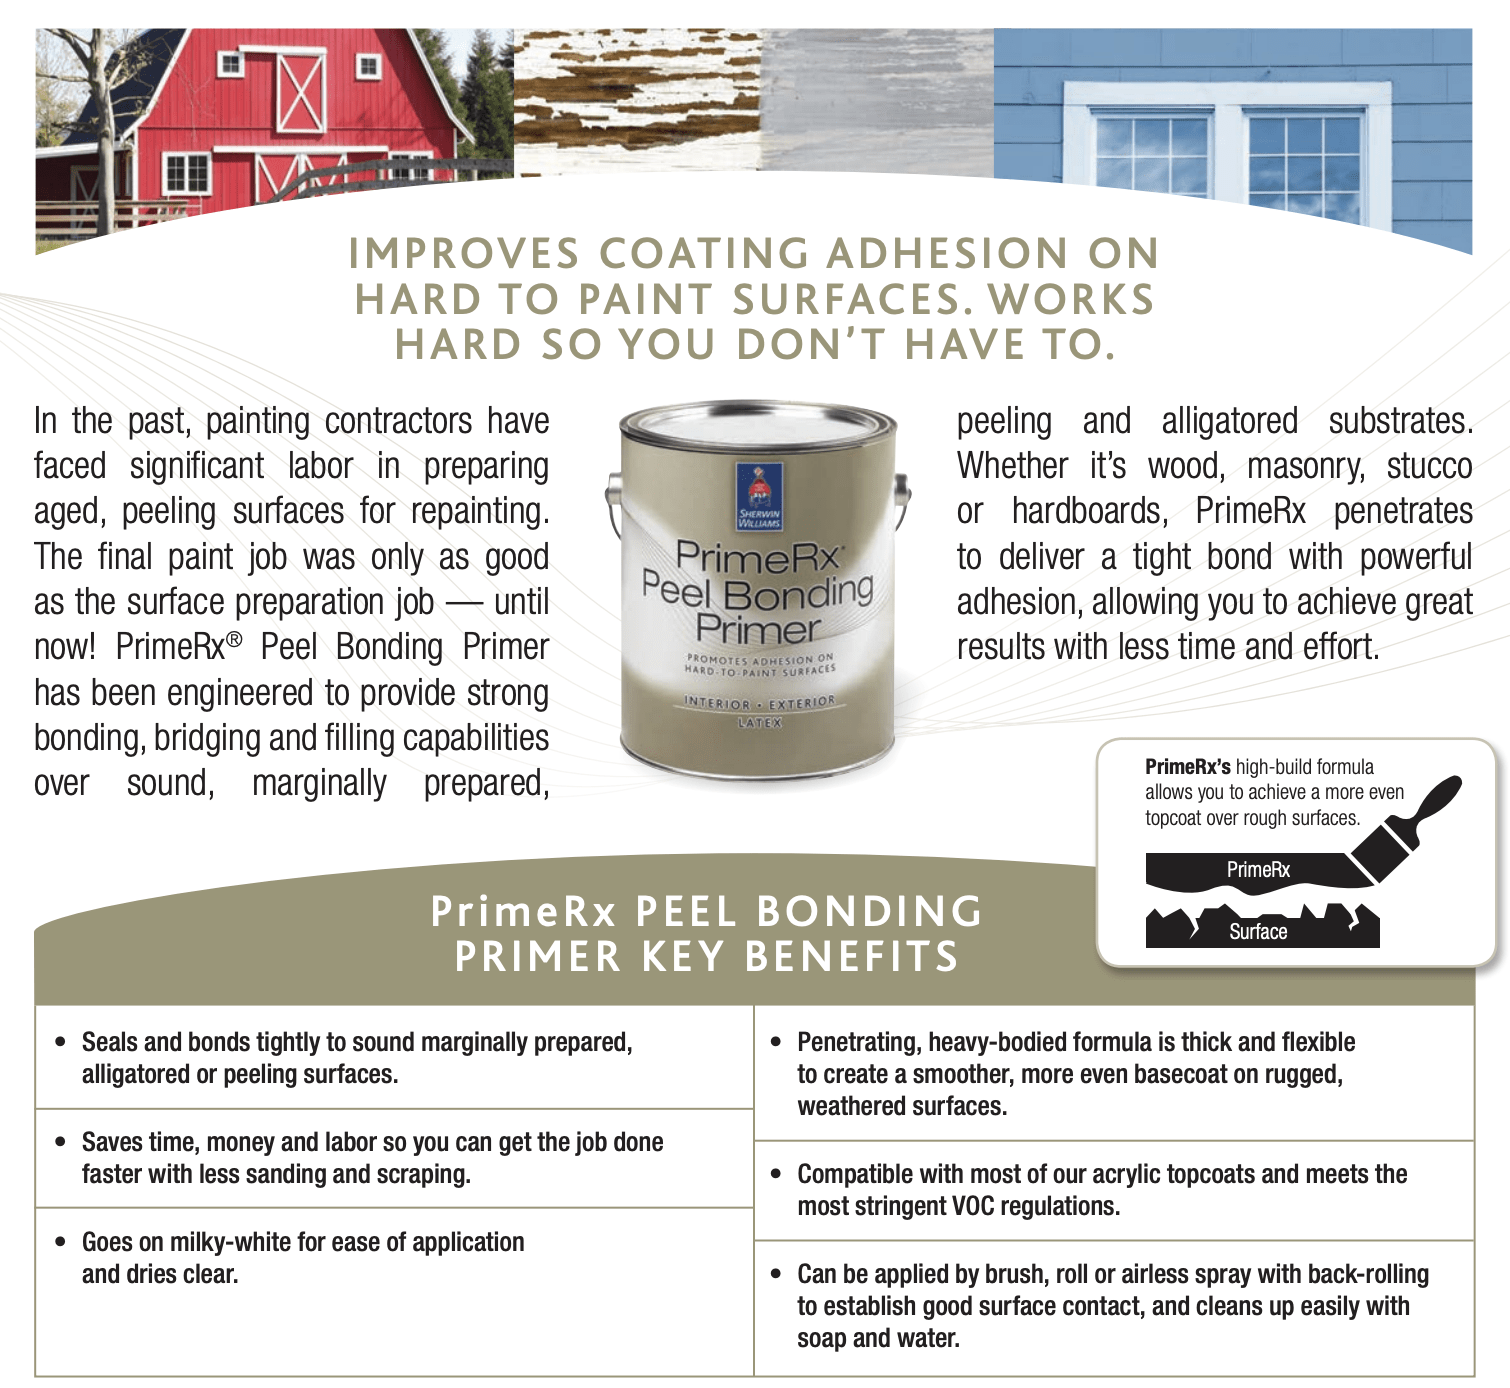 IMPROVES COATING ADHESION ON
HARD TO PAINT SURFACES. WORKS
HARD SO YOU DON'T HAVE TO.
In the past, painting contractors have
faced significant labor in preparing
aged, peeling surfaces for repainting.
The final paint job was only as good
as the surface preparation job — until
now! PrimeRx® Peel Bonding Primer
has been engineered to provide strong
bonding, bridging and filling capabilities
over sound, marginally prepared,
SHERWIN
WILLIAMS
PrimeRx®
Peel Bonding
Primer
PROMOTES ADHESION ON
HARD-TO-PAINT SURFACES
INTERIOR • EXTERIOR
LATEX
peeling and alligatored substrates.
Whether it's wood, masonry, stucco
or hardboards, PrimeRx penetrates
to deliver a tight bond with powerful
adhesion, allowing you to achieve great
results with less time and effort.
PrimeRx's high-build formula
allows you to achieve a more even
topcoat over rough surfaces.
PrimeRx
Surface
PrimeRx PEEL BONDING
PRIMER KEY BENEFITS
• Seals and bonds tightly to sound marginally prepared,
alligatored or peeling surfaces.
• Saves time, money and labor so you can get the job done
faster with less sanding and scraping.
• Goes on milky-white for ease of application
and dries clear.
• Penetrating, heavy-bodied formula is thick and flexible
to create a smoother, more even basecoat on rugged,
weathered surfaces.
• Compatible with most of our acrylic topcoats and meets the
most stringent VOC regulations.
• Can be applied by brush, roll or airless spray with back-rolling
to establish good surface contact, and cleans up easily with
soap and water.